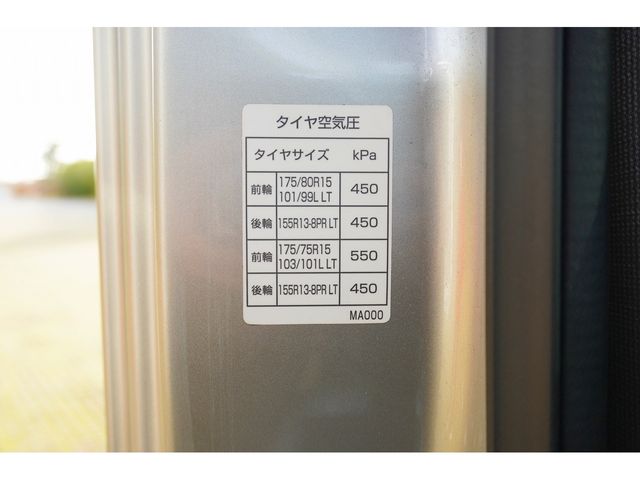 タイヤ空気圧
タイヤサイズ kPa
前輪 175/80R15 101/99L LT 450
後輪 155R13-8PR LT 450
前輪 175/75R15 103/101L LT 550
後輪 155R13-8PR LT 450
MA000